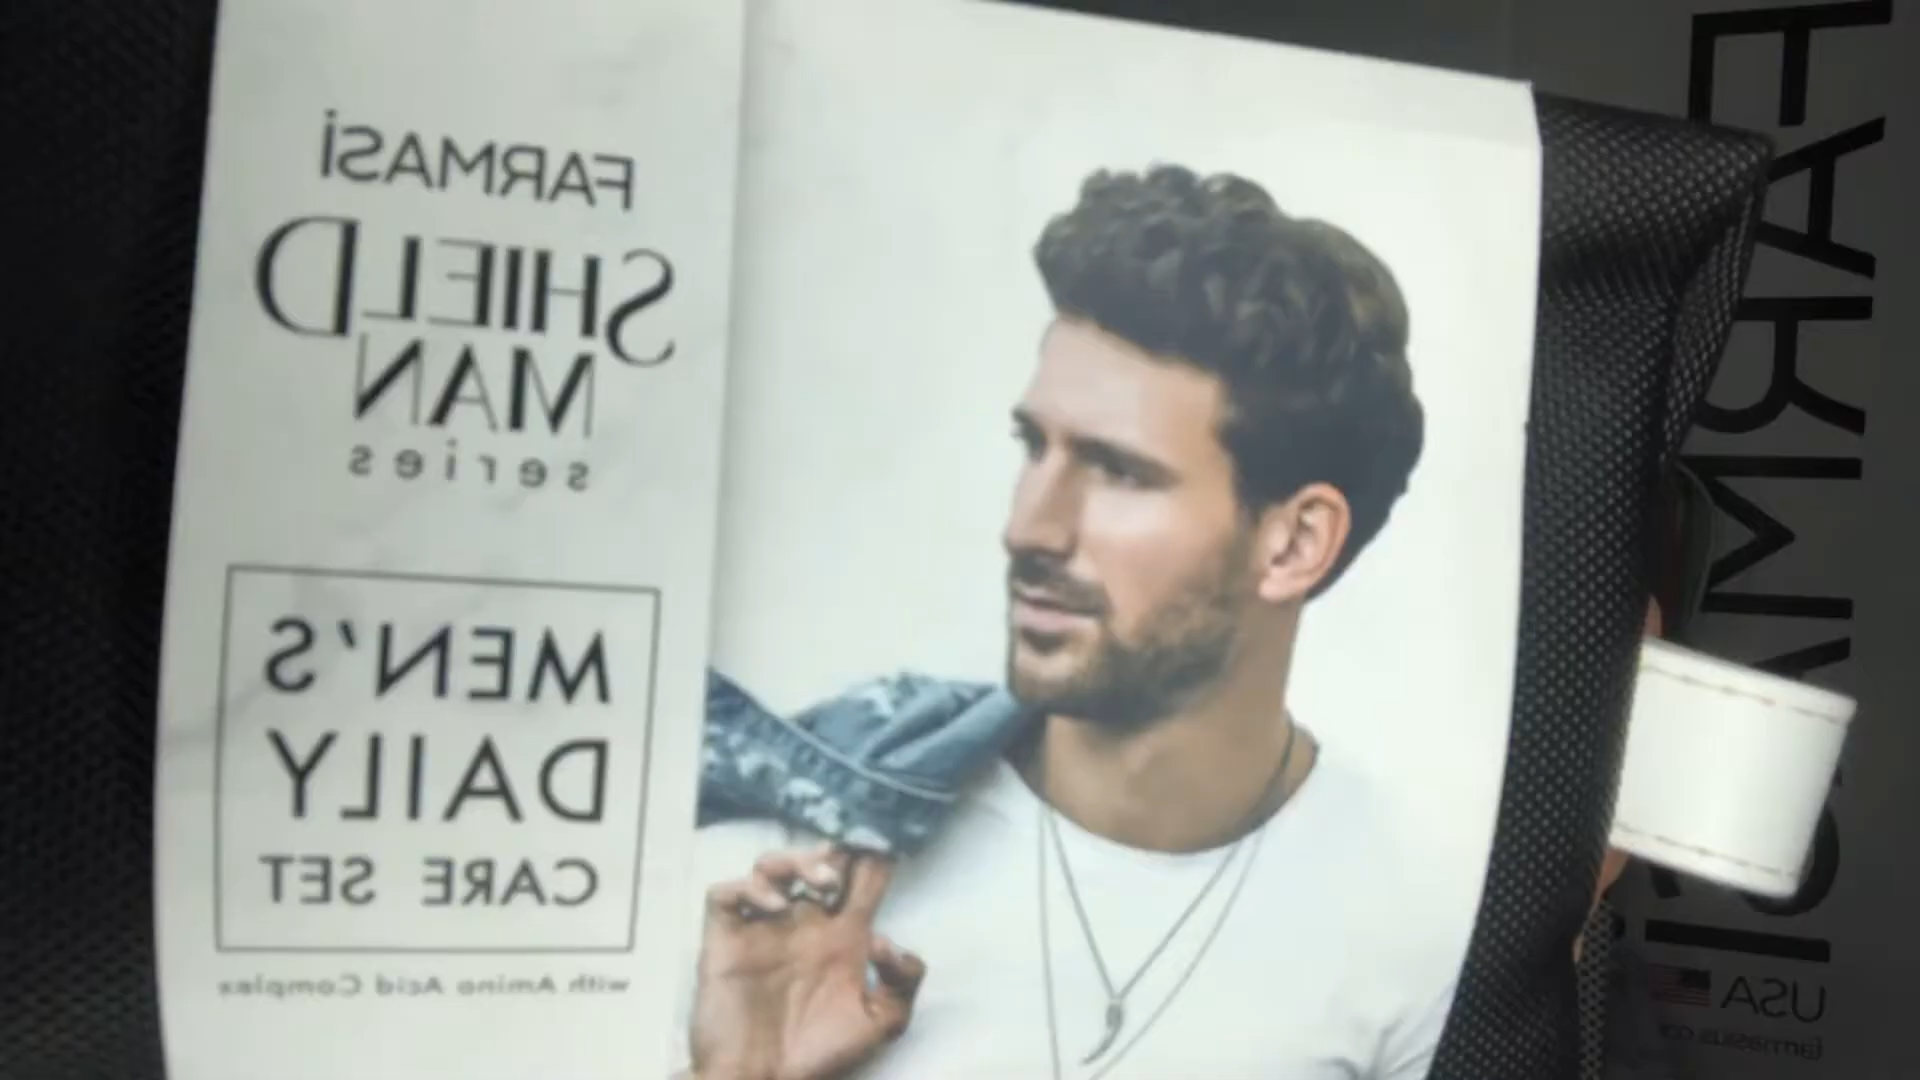 FARMASi
SHIELD
MAN
series
MEN'S
DAILY
CARE SET
with Amino Acid Complex
FARMASi
USA